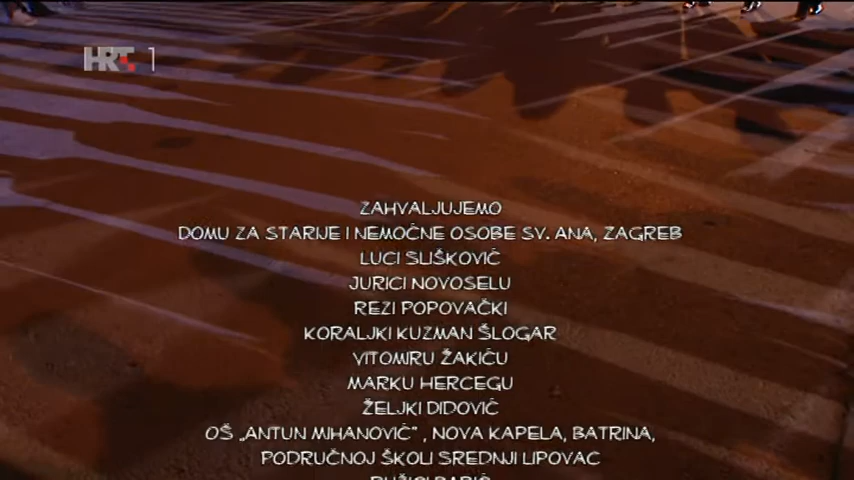 HRT 1
ZAHVALJUJEMO
DOMU ZA STARIJE I NEMOĆNE OSOBE SV. ANA, ZAGREB
LUCI SLIŠKOVIĆ
JURICI NOVOSELU
REZI POPOVAČKI
KORALJKI KUZMAN ŠLOGAR
VITOMIRU ŽAKIĆU
MARKU HERCEGU
ŽELJKI DIDOVIĆ
OŠ „ANTUN MIHANOVIĆ" , NOVA KAPELA, BATRINA,
PODRUČNOJ ŠKOLI SREDNJI LIPOVAC